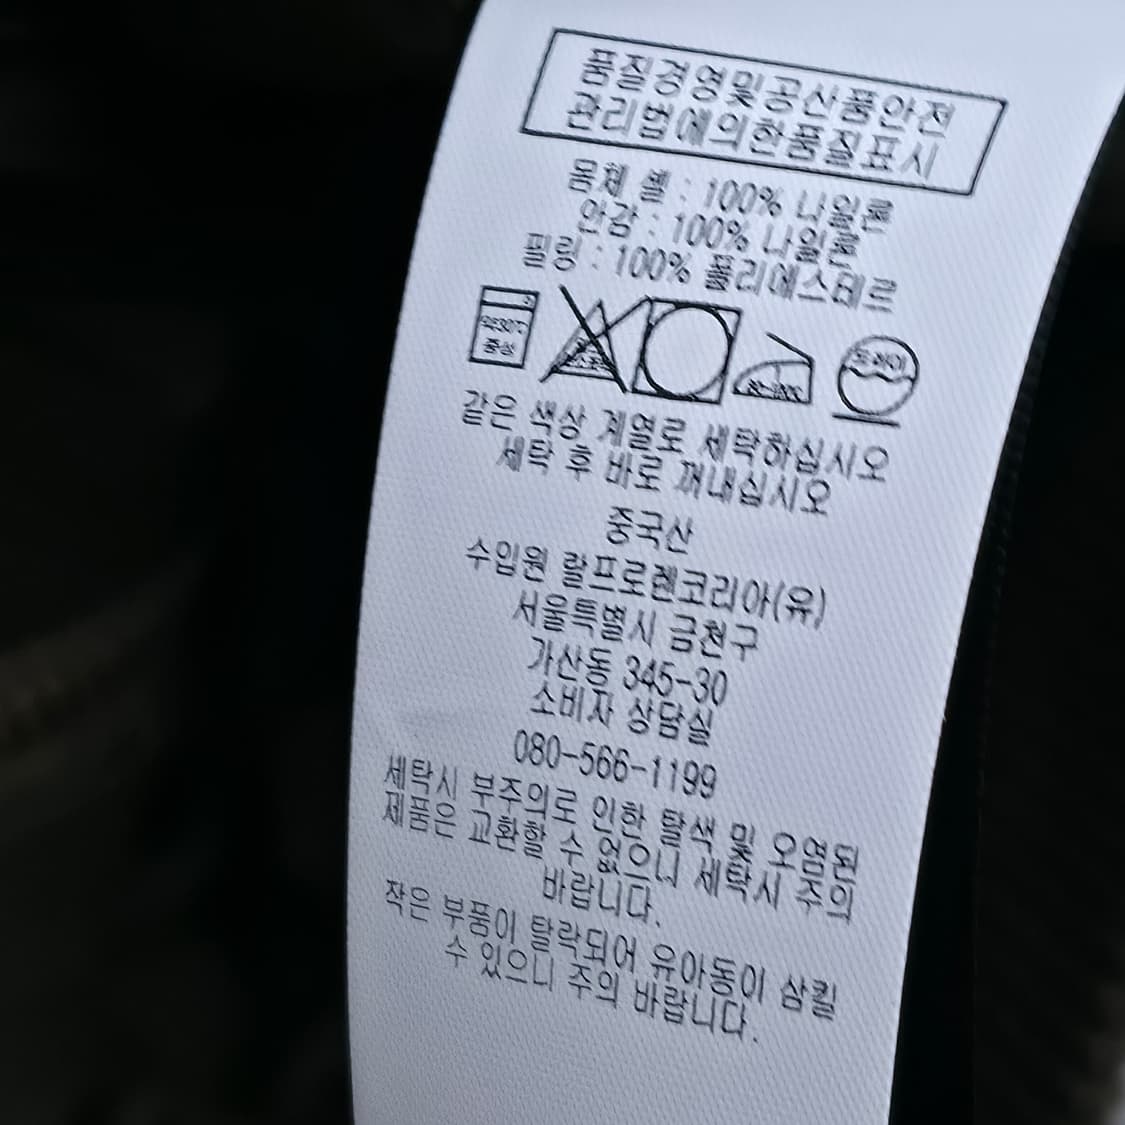 품질경영및공산품안전
관리법에의한품질표시
몸체 쉘 : 100% 나일론
안감 : 100% 나일론
필링 : 100% 폴리에스테르
약30℃
중성
드라이
같은 색상 계열로 세탁하십시오
세탁 후 바로 꺼내십시오
중국산
수입원 랄프로렌코리아(유)
서울특별시 금천구
가산동 345-30
소비자 상담실
080-566-1199
세탁시 부주의로 인한 탈색 및 오염된
제품은 교환할 수 없으니 세탁시 주의
바랍니다.
작은 부품이 탈락되어 유아동이 삼킬
수 있으니 주의 바랍니다.